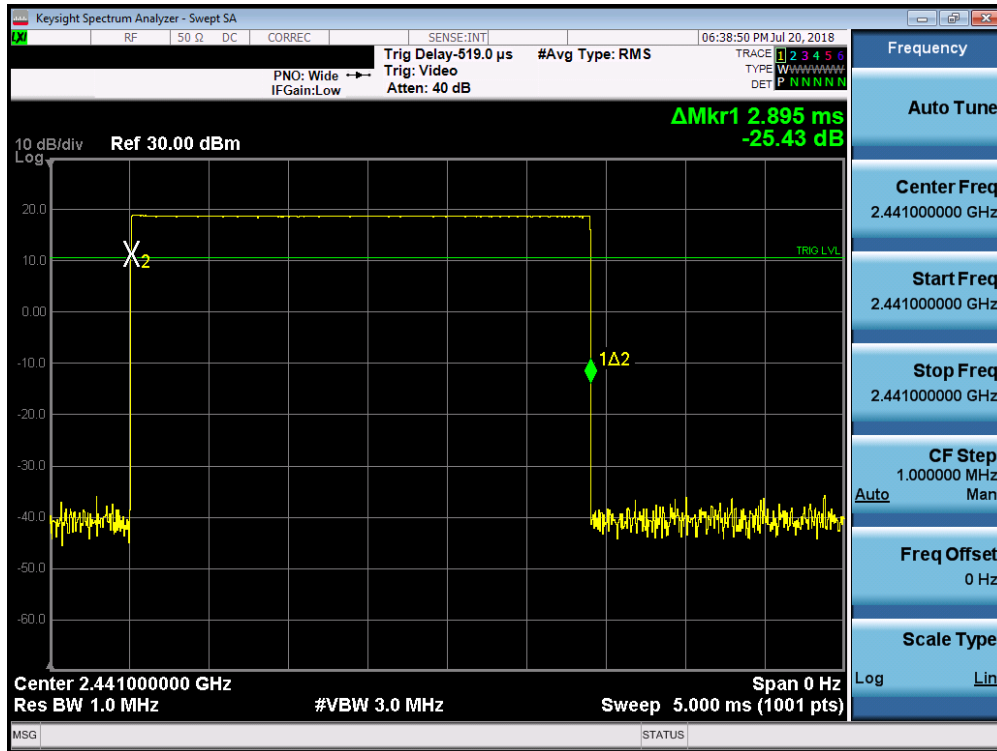 Keysight Spectrum Analyzer - Swept SA
LXI
RF
50 Ω DC
CORREC
SENSE:INT
06:38:50 PM Jul 20, 2018
PNO: Wide
IFGain:Low
Trig Delay-519.0 µs
Trig: Video
Atten: 40 dB
#Avg Type: RMS
TRACE 1 2 3 4 5 6
TYPE WWWWWWW
DET P N N N N N
ΔMkr1 2.895 ms
-25.43 dB
10 dB/div
Log
Ref 30.00 dBm
20.0
10.0
0.00
-10.0
-20.0
-30.0
-40.0
-50.0
-60.0
2
TRIG LVL
1Δ2
Center 2.441000000 GHz
Res BW 1.0 MHz
#VBW 3.0 MHz
Span 0 Hz
Sweep 5.000 ms (1001 pts)
MSG
STATUS
Frequency
Auto Tune
Center Freq
2.441000000 GHz
Start Freq
2.441000000 GHz
Stop Freq
2.441000000 GHz
CF Step
1.000000 MHz
Auto Man
Freq Offset
0 Hz
Scale Type
Log Lin